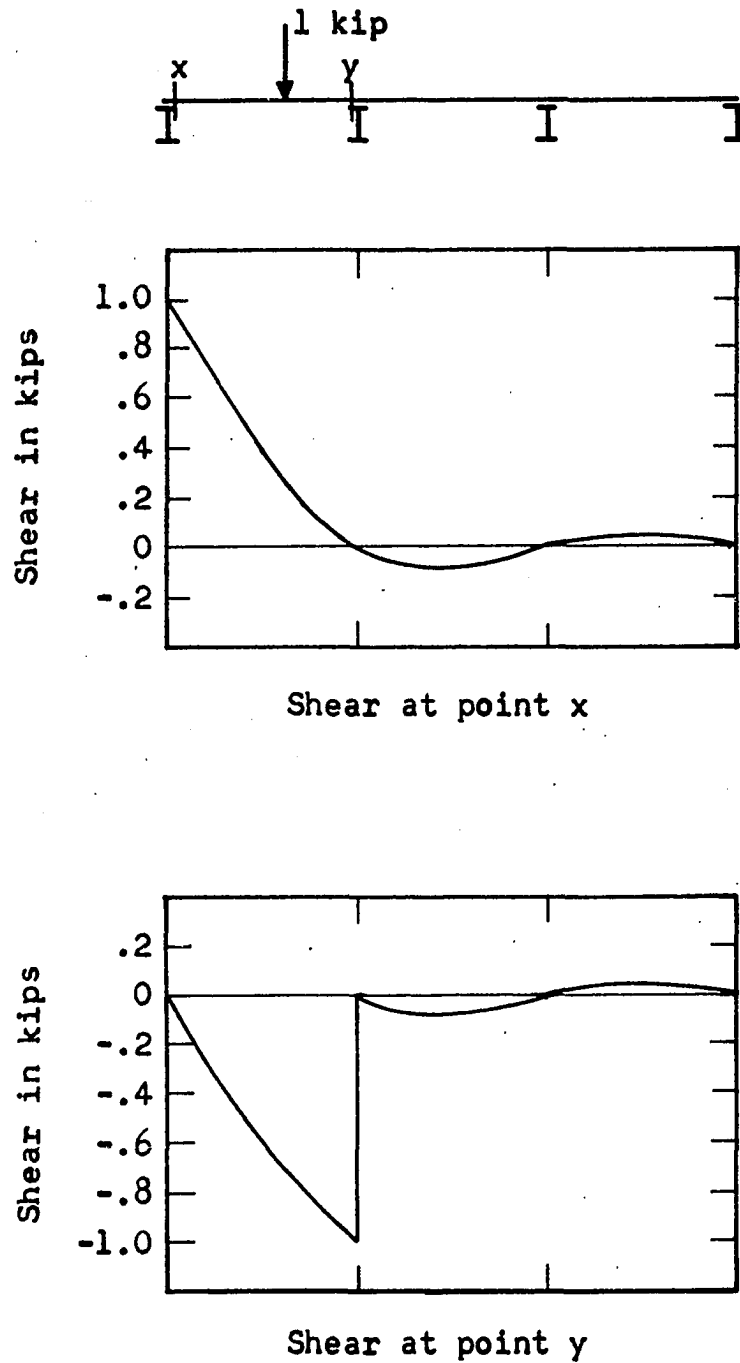 1 kip
x
y
Shear in kips
1.0
.8
.6
.4
.2
0
-.2
Shear at point x
Shear in kips
.2
0
-.2
-.4
-.6
-.8
-1.0
Shear at point y